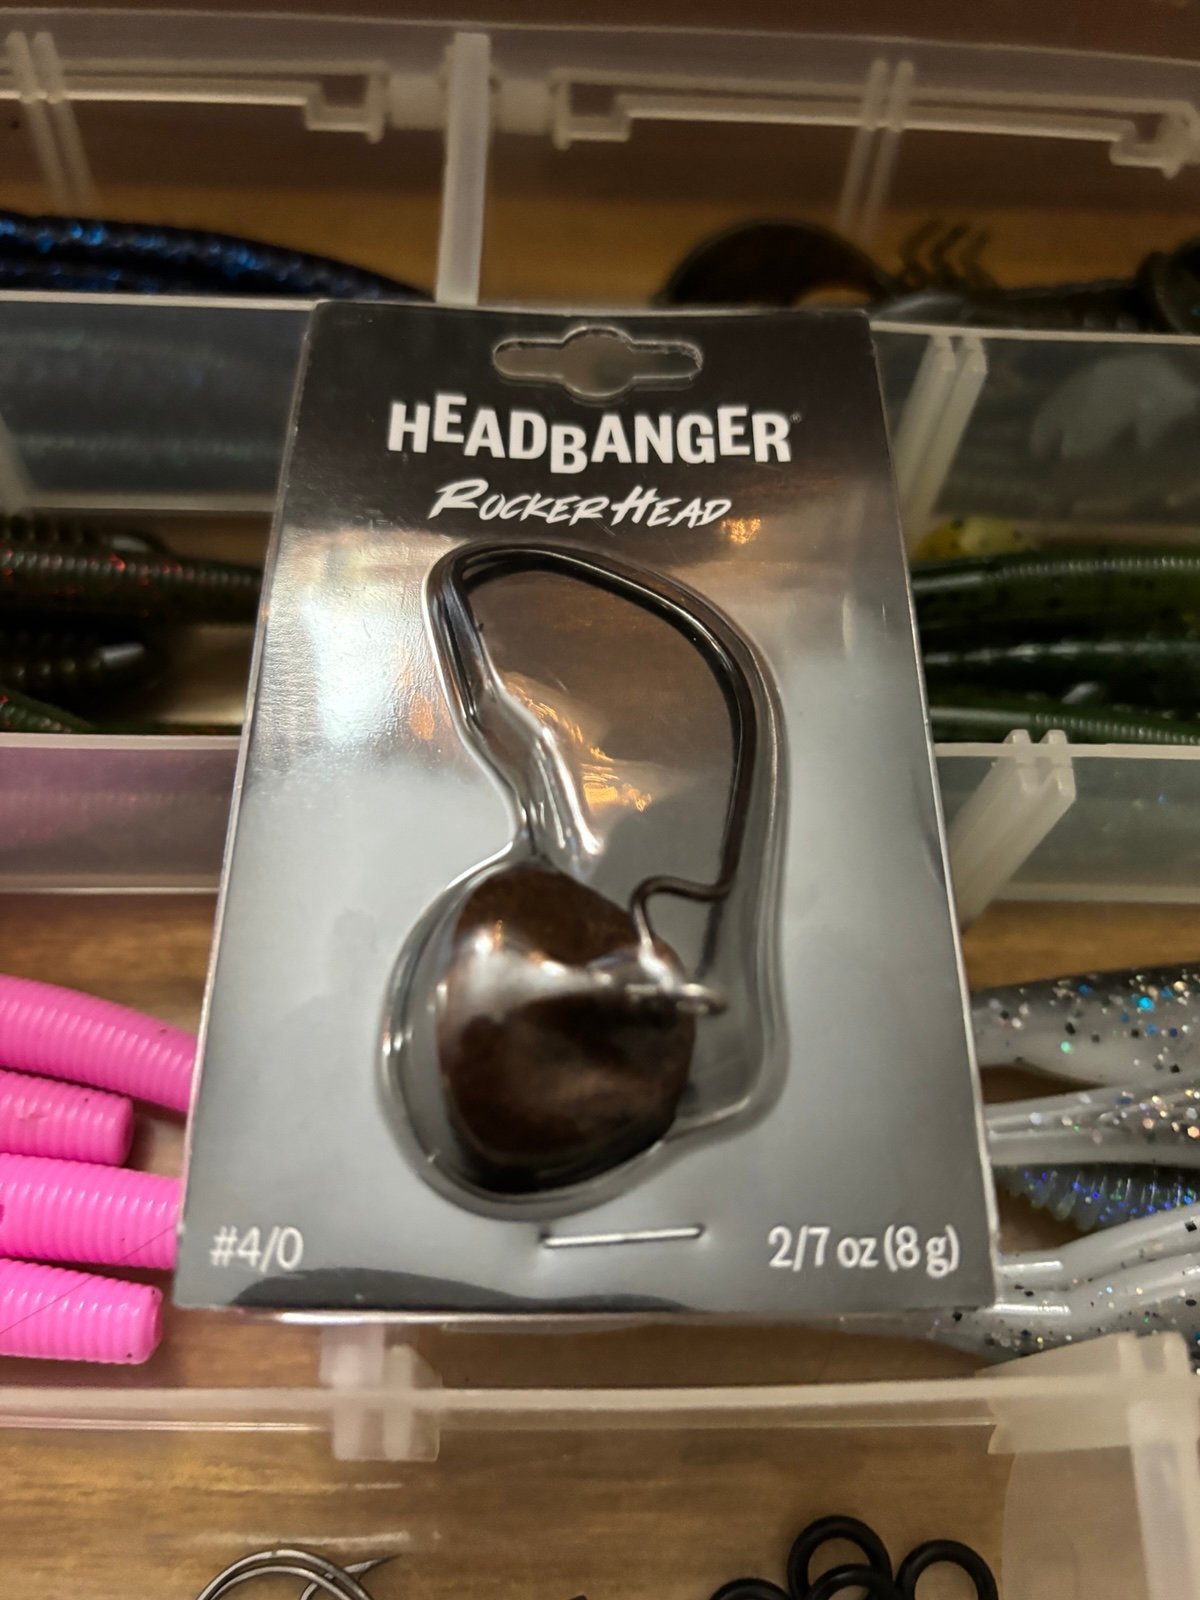 HEADBANGER®
ROCKER HEAD
#4/0
2/7 oz (8 g)